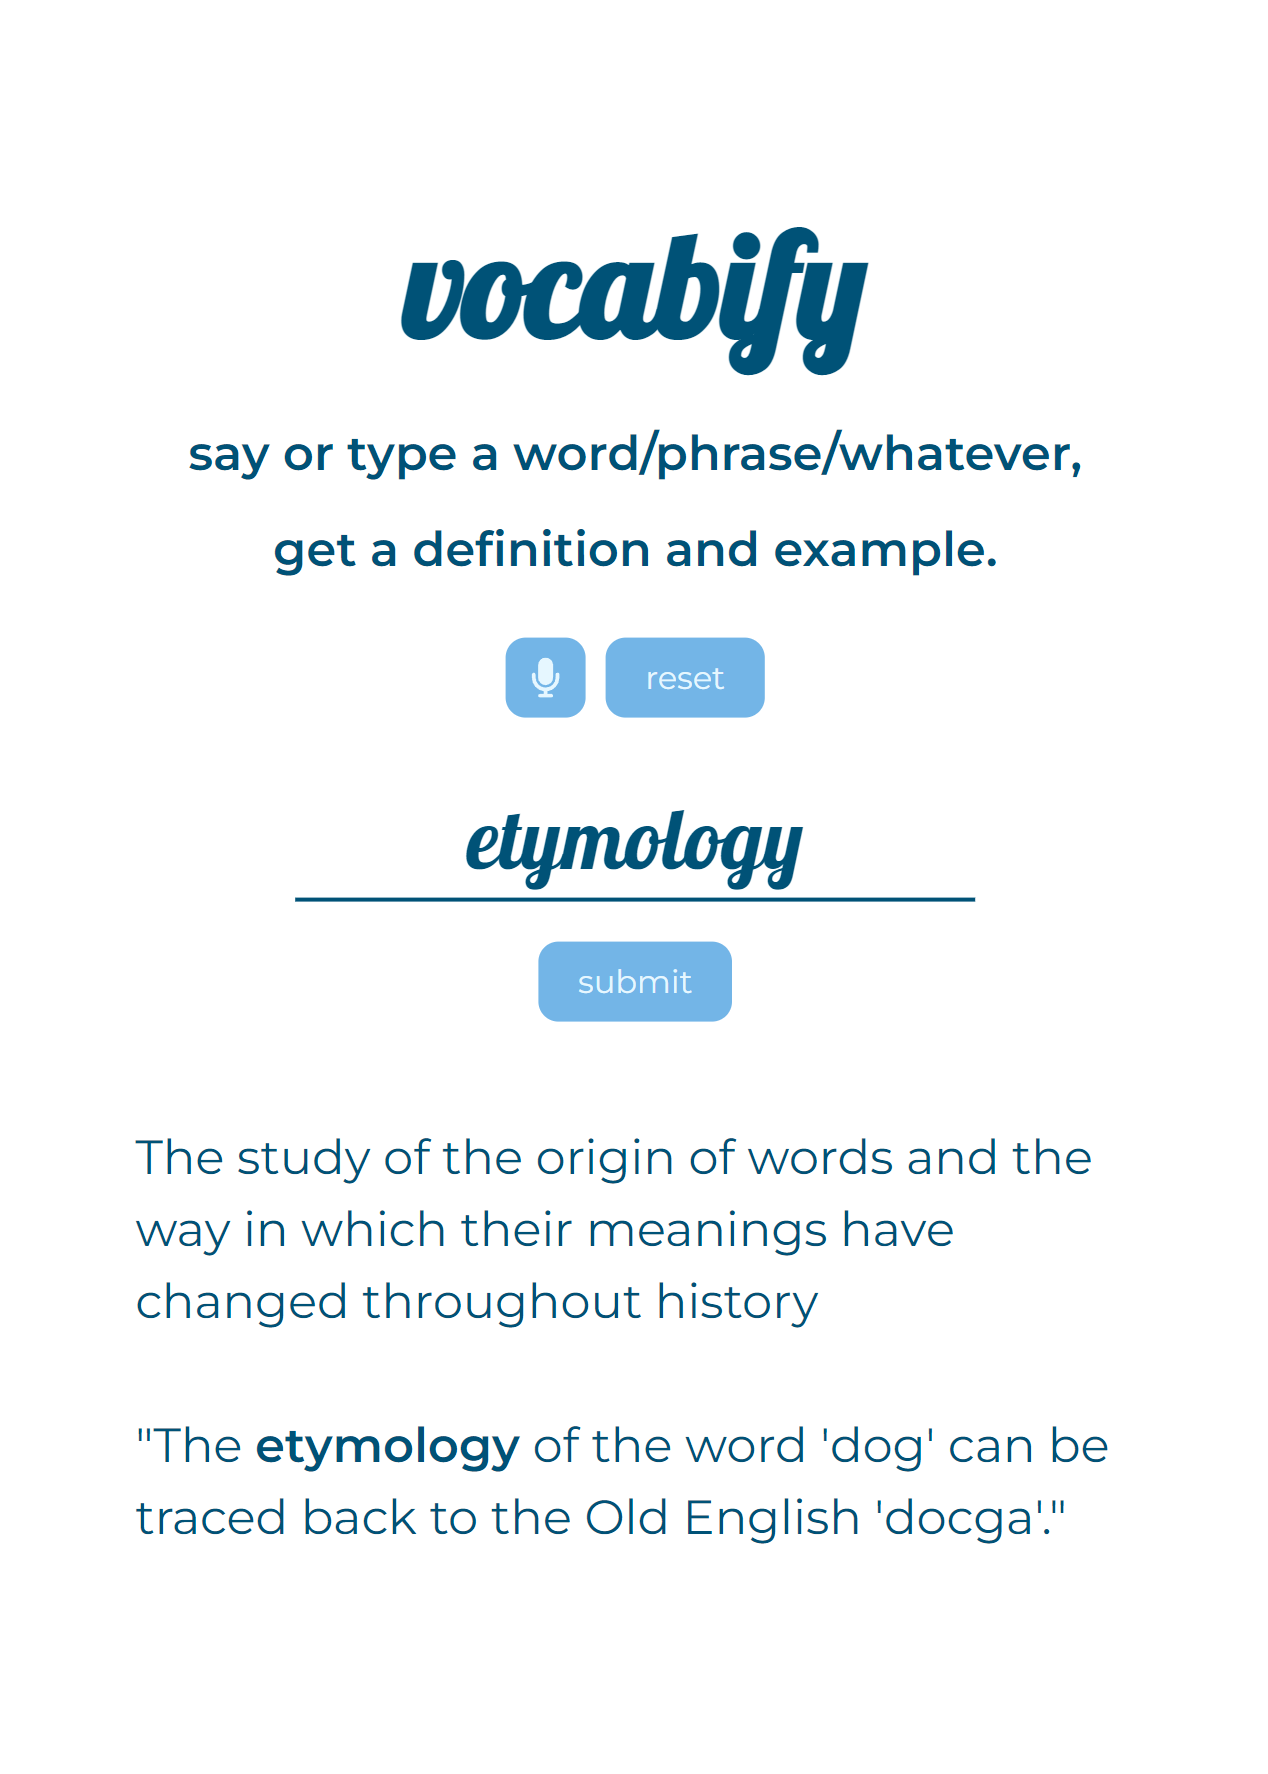 vocabify
say or type a word/phrase/whatever,
get a definition and example.
reset
etymology
submit
The study of the origin of words and the
way in which their meanings have
changed throughout history
"The etymology of the word 'dog' can be
traced back to the Old English 'docga'."